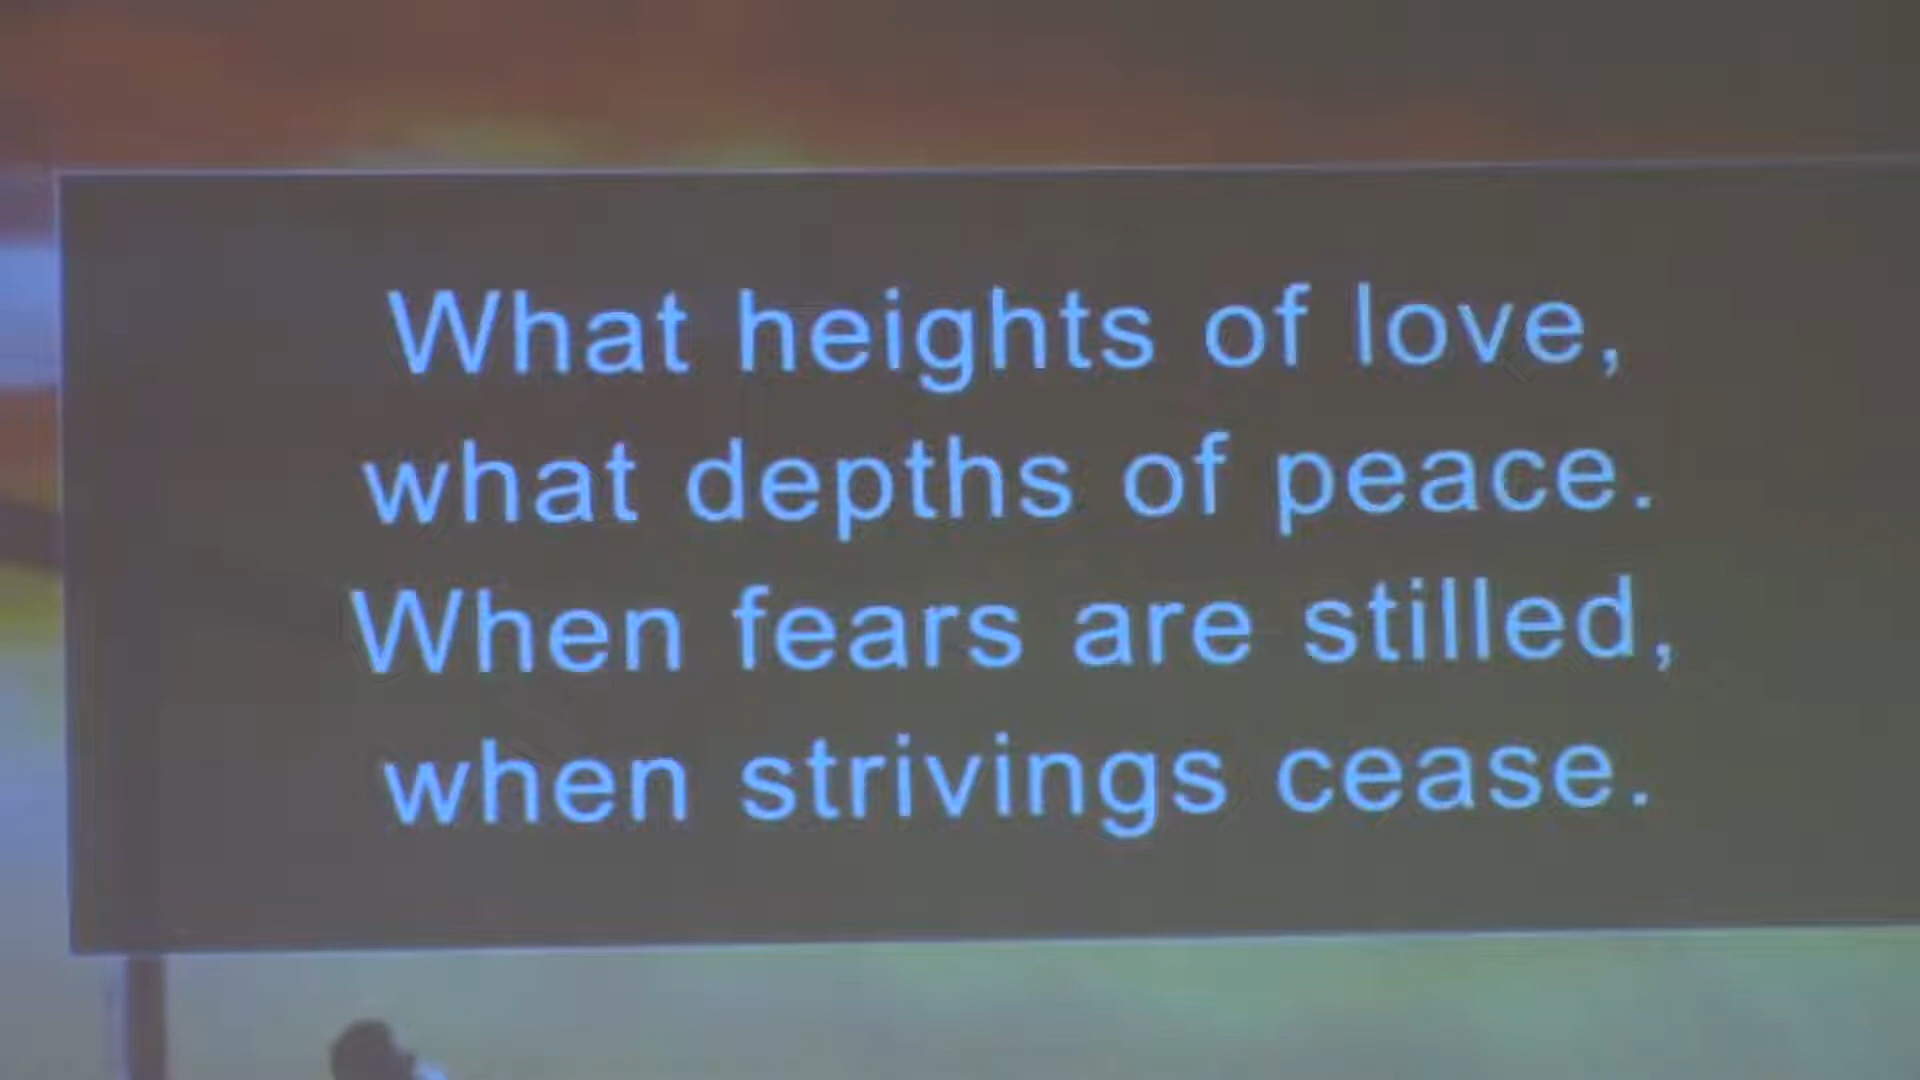 What heights of love,
what depths of peace.
When fears are stilled,
when strivings cease.